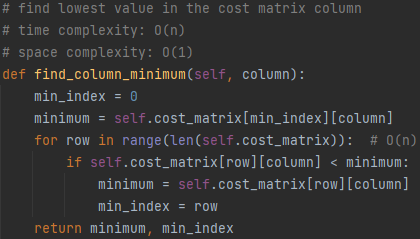 # find lowest value in the cost matrix column
# time complexity: O(n)
# space complexity: O(1)
def find_column_minimum(self, column):
    min_index = 0
    minimum = self.cost_matrix[min_index][column]
    for row in range(len(self.cost_matrix)):  # O(n)
        if self.cost_matrix[row][column] < minimum:
            minimum = self.cost_matrix[row][column]
            min_index = row
    return minimum, min_index